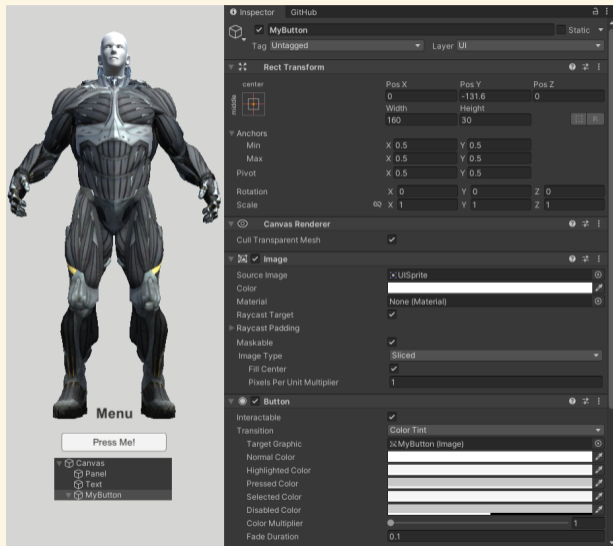 Menu
Press Me!
Canvas
Panel
Text
MyButton
Inspector GitHub
MyButton Static
Tag Untagged Layer UI
Rect Transform
center Pos X Pos Y Pos Z
middle 0 -131.6 0
Width Height
160 30 R
Anchors
Min X 0.5 Y 0.5
Max X 0.5 Y 0.5
Pivot X 0.5 Y 0.5
Rotation X 0 Y 0 Z 0
Scale X 1 Y 1 Z 1
Canvas Renderer
Cull Transparent Mesh
Image
Source Image UISprite
Color
Material None (Material)
Raycast Target
Raycast Padding
Maskable
Image Type Sliced
Fill Center
Pixels Per Unit Multiplier 1
Button
Interactable
Transition Color Tint
Target Graphic MyButton (Image)
Normal Color
Highlighted Color
Pressed Color
Selected Color
Disabled Color
Color Multiplier 1
Fade Duration 0.1